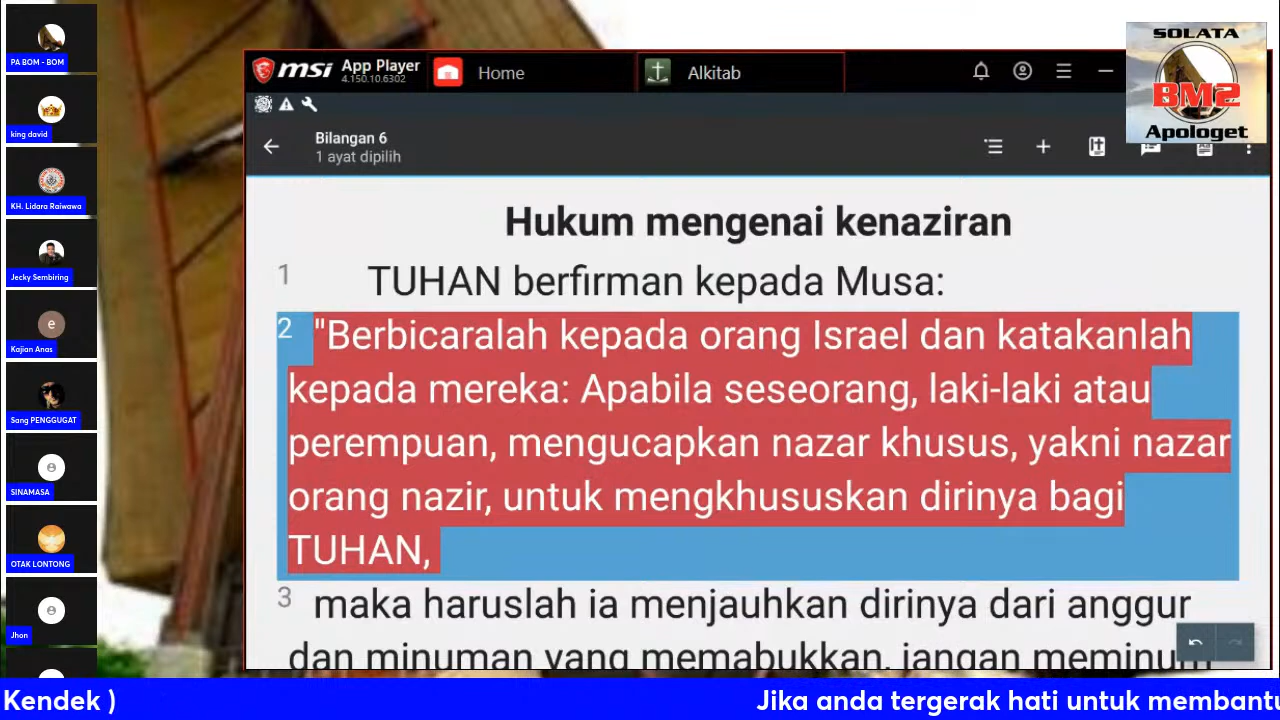 PA BOM - BOM
king david
KH. Lidara Raiwawa
Jecky Sembiring
e
Kajian Anas
Sang PENGGUGAT
SINAMASA
OTAK LONTONG
Jhon
msi App Player
4.150.10.6302
Home
Alkitab
SOLATA
BM2
Apologet
Bilangan 6
1 ayat dipilih
Hukum mengenai kenaziran
1 TUHAN berfirman kepada Musa:
2 "Berbicaralah kepada orang Israel dan katakanlah
kepada mereka: Apabila seseorang, laki-laki atau
perempuan, mengucapkan nazar khusus, yakni nazar
orang nazir, untuk mengkhususkan dirinya bagi
TUHAN,
3 maka haruslah ia menjauhkan dirinya dari anggur
dan minuman yang memabukkan, jangan meminum
Kendek ) Jika anda tergerak hati untuk membantu